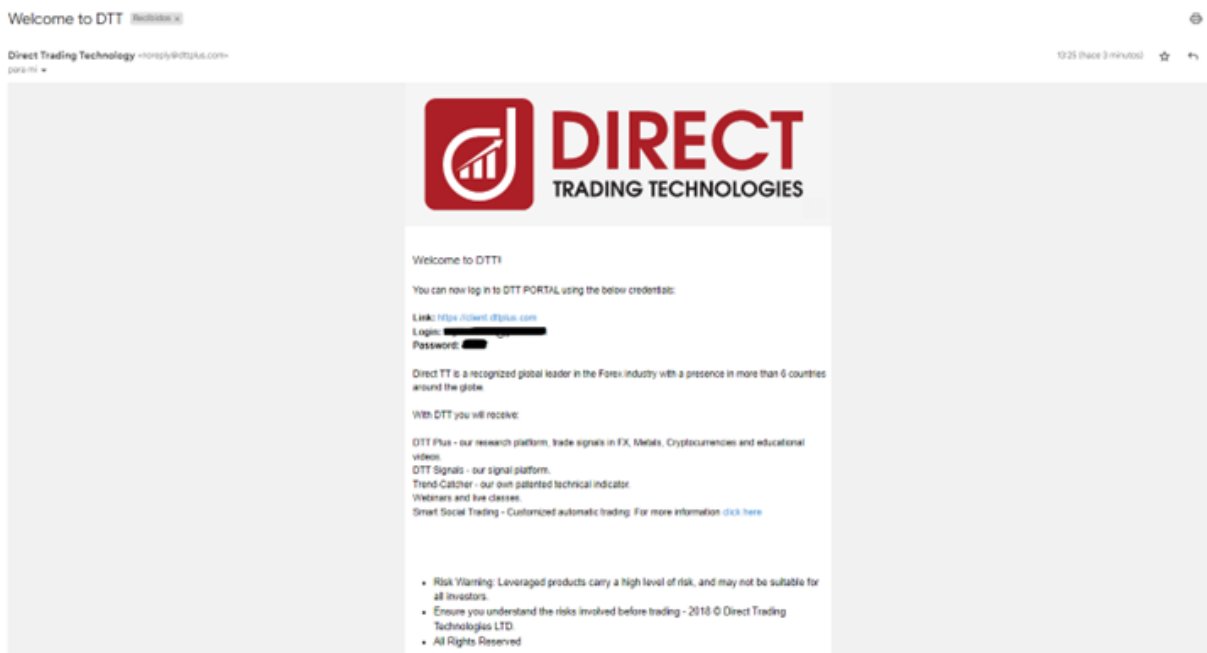 Welcome to DTT Recibidos x
Direct Trading Technology <noreply@dttplus.com>
13:25 (hace 3 minutos)
para mí
DIRECT
TRADING TECHNOLOGIES
Welcome to DTT!
You can now log in to DTT PORTAL using the below credentials:
Link: https://client.dttplus.com
Login:
Password:
Direct TT is a recognized global leader in the Forex industry with a presence in more than 6 countries
around the globe.
With DTT you will receive:
DTT Plus - our research platform, trade signals in FX, Metals, Cryptocurrencies and educational
videos.
DTT Signals - our signal platform.
Trend-Catcher - our own patented technical indicator.
Webinars and live classes.
Smart Social Trading - Customized automatic trading. For more information click here
• Risk Warning: Leveraged products carry a high level of risk, and may not be suitable for
all investors.
• Ensure you understand the risks involved before trading - 2018 © Direct Trading
Technologies LTD.
• All Rights Reserved